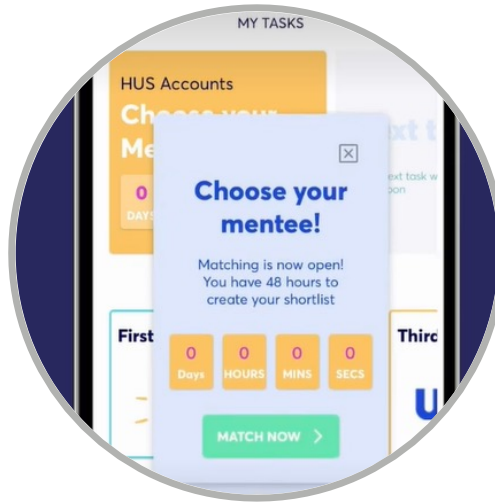 MY TASKS
HUS Accounts
Choose your
Me
0
DAYS
ext task w
Choose your
mentee!
Matching is now open!
You have 48 hours to
create your shortlist
0 0 0 0
Days HOURS MINS SECS
First
Third
MATCH NOW